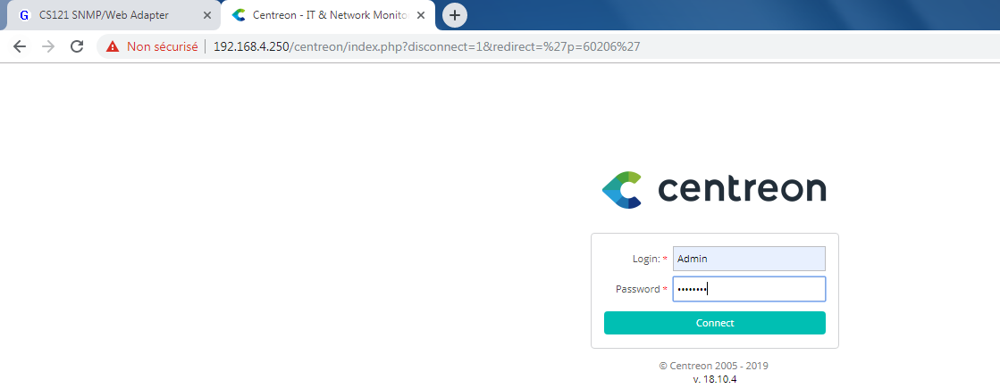 G CS121 SNMP/Web Adapter
Centreon - IT & Network Monito
Non sécurisé 192.168.4.250/centreon/index.php?disconnect=1&redirect=%27p=60206%27
centreon
Login: * Admin
Password * ••••••••
Connect
© Centreon 2005 - 2019
v. 18.10.4